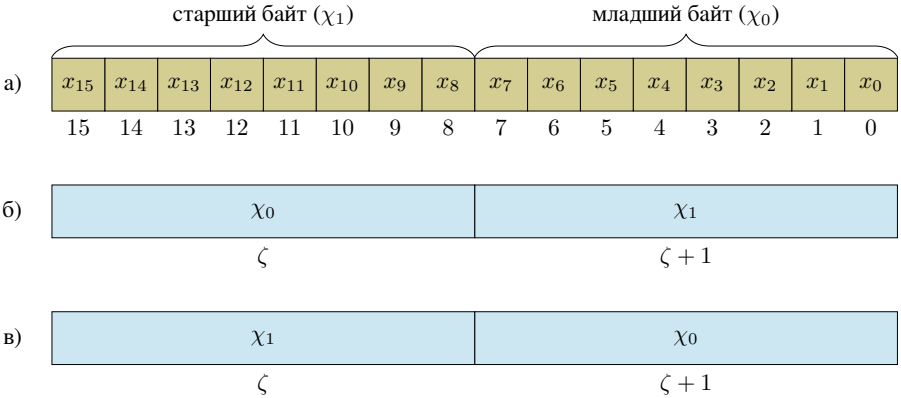 старший байт (χ₁) младший байт (χ₀)
а) x₁₅ x₁₄ x₁₃ x₁₂ x₁₁ x₁₀ x₉ x₈ x₇ x₆ x₅ x₄ x₃ x₂ x₁ x₀
15 14 13 12 11 10 9 8 7 6 5 4 3 2 1 0
б) χ₀ χ₁
ζ ζ + 1
в) χ₁ χ₀
ζ ζ + 1